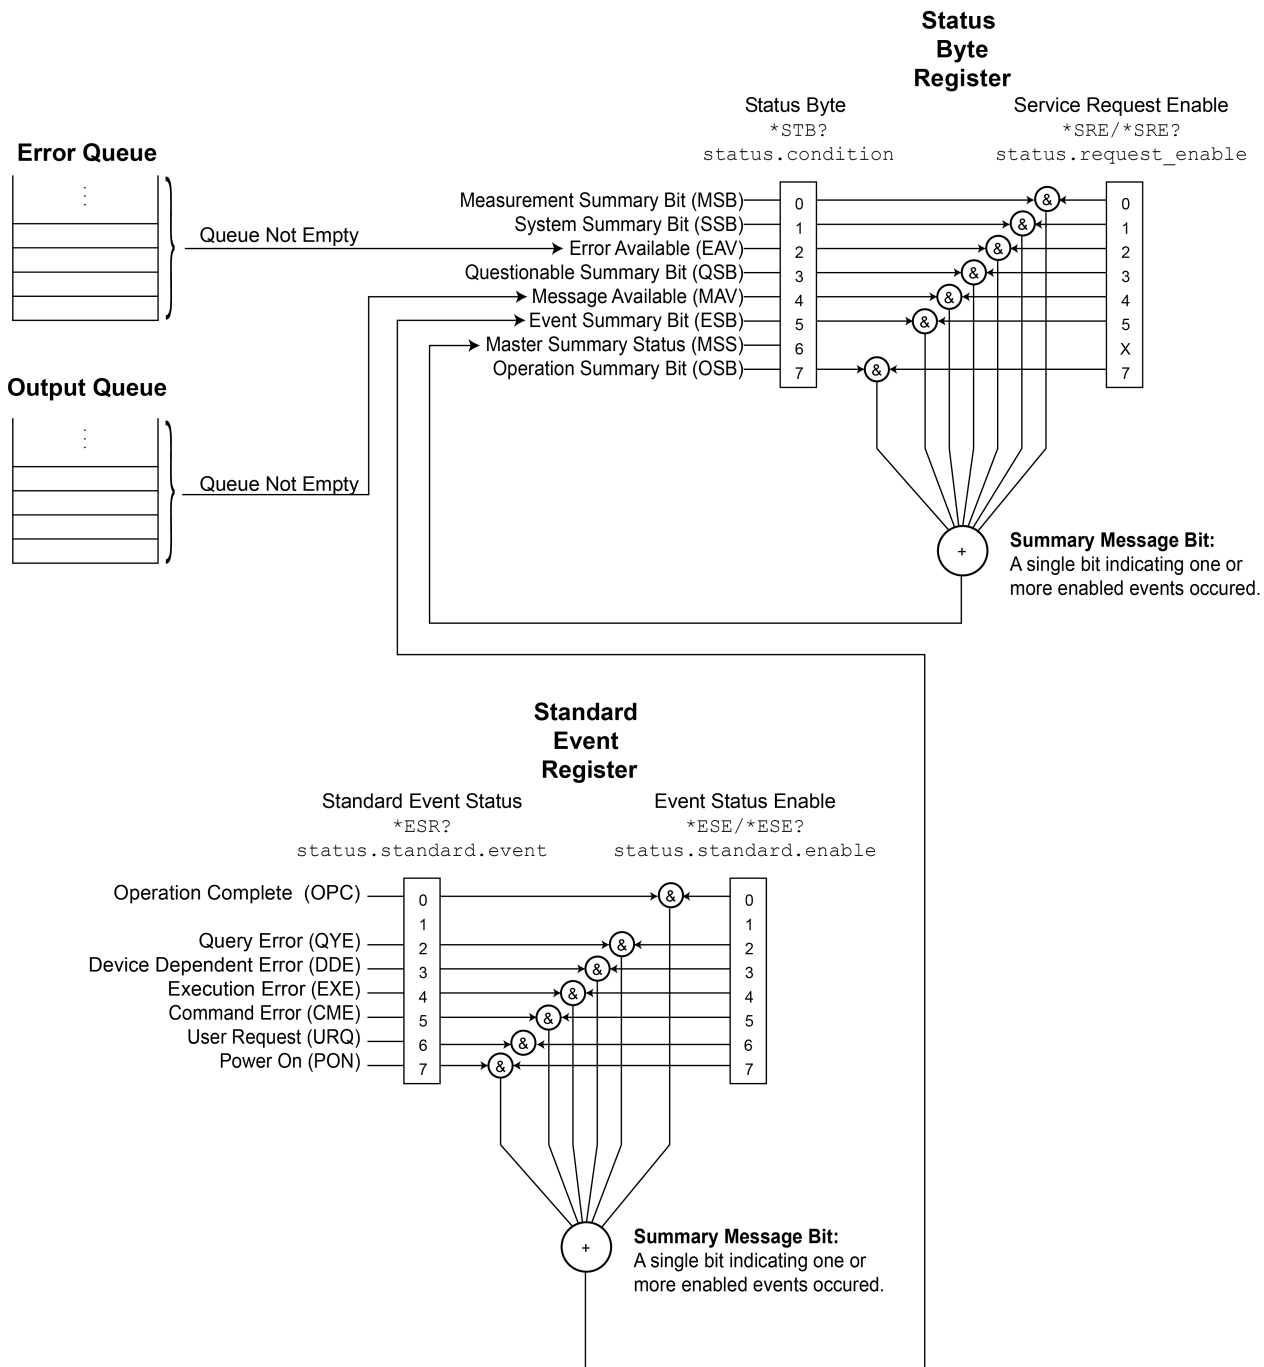 Status
Byte
Register
Status Byte
*STB?
status.condition
Service Request Enable
*SRE/*SRE?
status.request_enable
Error Queue
Queue Not Empty
Output Queue
Queue Not Empty
Measurement Summary Bit (MSB)
System Summary Bit (SSB)
Error Available (EAV)
Questionable Summary Bit (QSB)
Message Available (MAV)
Event Summary Bit (ESB)
Master Summary Status (MSS)
Operation Summary Bit (OSB)
0
1
2
3
4
5
6
7
&
&
&
&
&
&
&
0
1
2
3
4
5
X
7
+
Summary Message Bit:
A single bit indicating one or
more enabled events occured.
Standard
Event
Register
Standard Event Status
*ESR?
status.standard.event
Event Status Enable
*ESE/*ESE?
status.standard.enable
Operation Complete (OPC)
Query Error (QYE)
Device Dependent Error (DDE)
Execution Error (EXE)
Command Error (CME)
User Request (URQ)
Power On (PON)
0
1
2
3
4
5
6
7
&
&
&
&
&
&
&
0
1
2
3
4
5
6
7
+
Summary Message Bit:
A single bit indicating one or
more enabled events occured.